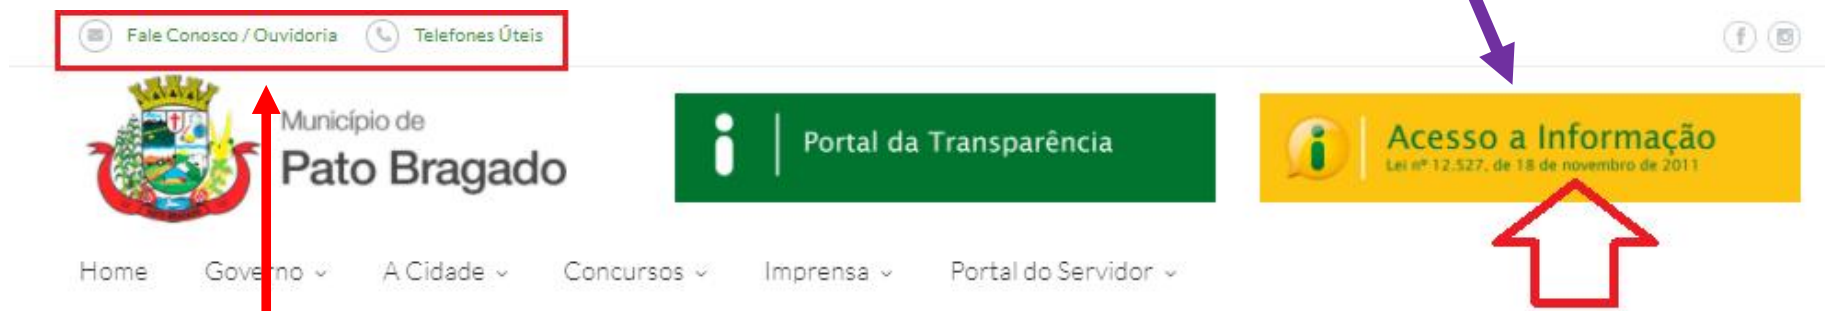 Fale Conosco / Ouvidoria Telefones Úteis
Município de
Pato Bragado
Portal da Transparência
Acesso a Informação
Lei nº 12.527, de 18 de novembro de 2011
Home Governo A Cidade Concursos Imprensa Portal do Servidor